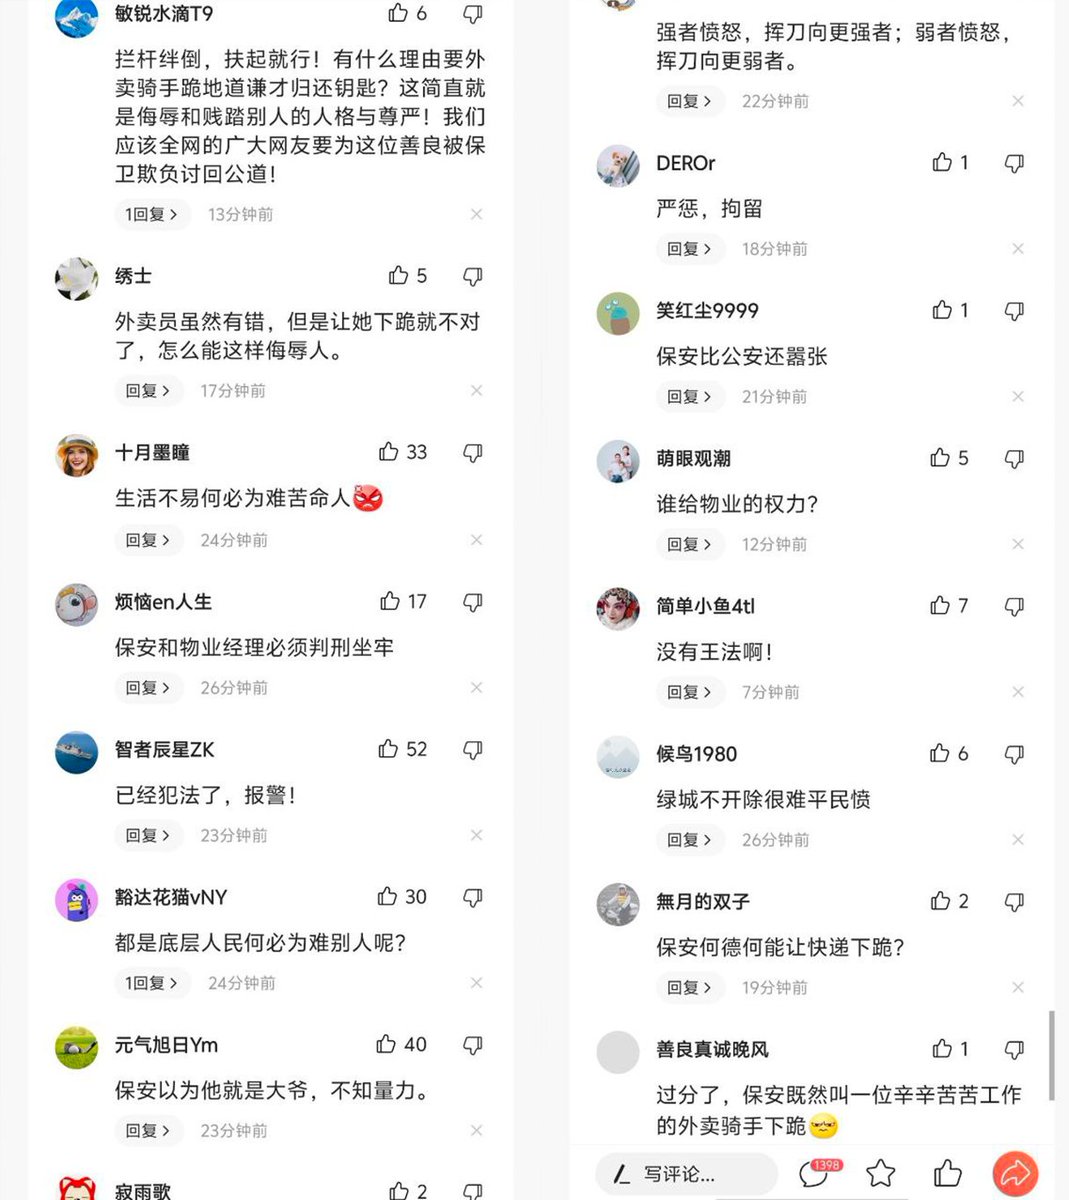 敏锐水滴T9
6
拦杆绊倒，扶起就行！有什么理由要外
卖骑手跪地道谦才归还钥匙？这简直就
是侮辱和贱踏别人的人格与尊严！我们
应该全网的广大网友要为这位善良被保
卫欺负讨回公道！
1回复 >
13分钟前
绣士
5
外卖员虽然有错，但是让她下跪就不对
了，怎么能这样侮辱人。
回复 >
17分钟前
十月墨瞳
33
生活不易何必为难苦命人
回复 >
24分钟前
烦恼en人生
17
保安和物业经理必须判刑坐牢
回复 >
26分钟前
智者辰星ZK
52
已经犯法了，报警！
回复 >
23分钟前
豁达花猫vNY
30
都是底层人民何必为难别人呢？
1回复 >
24分钟前
元气旭日Ym
40
保安以为他就是大爷，不知量力。
回复 >
23分钟前
寂雨歌
2
强者愤怒，挥刀向更强者；弱者愤怒，
挥刀向更弱者。
回复 >
22分钟前
DEROr
1
严惩，拘留
回复 >
18分钟前
笑红尘9999
1
保安比公安还嚣张
回复 >
21分钟前
萌眼观潮
5
谁给物业的权力？
回复 >
12分钟前
简单小鱼4tl
7
没有王法啊！
回复 >
7分钟前
候鸟1980
6
绿城不开除很难平民愤
回复 >
26分钟前
無月的双子
2
保安何德何能让快递下跪？
回复 >
19分钟前
善良真诚晚风
1
过分了，保安既然叫一位辛辛苦苦工作
的外卖骑手下跪
写评论...
1398